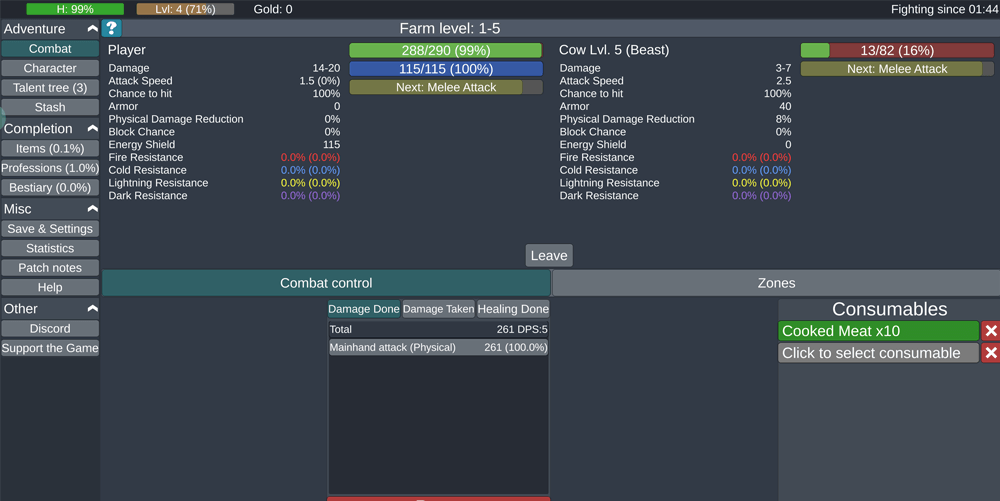 H: 99%
Lvl: 4 (71%)
Gold: 0
Fighting since 01:44
Adventure
Combat
Character
Talent tree (3)
Stash
Completion
Items (0.1%)
Professions (1.0%)
Bestiary (0.0%)
Misc
Save & Settings
Statistics
Patch notes
Help
Other
Discord
Support the Game
?
Farm level: 1-5
Player
288/290 (99%)
Damage 14-20
115/115 (100%)
Attack Speed 1.5 (0%)
Next: Melee Attack
Chance to hit 100%
Armor 0
Physical Damage Reduction 0%
Block Chance 0%
Energy Shield 115
Fire Resistance 0.0% (0.0%)
Cold Resistance 0.0% (0.0%)
Lightning Resistance 0.0% (0.0%)
Dark Resistance 0.0% (0.0%)
Cow Lvl. 5 (Beast)
13/82 (16%)
Damage 3-7
Next: Melee Attack
Attack Speed 2.5
Chance to hit 100%
Armor 40
Physical Damage Reduction 8%
Block Chance 0%
Energy Shield 0
Fire Resistance 0.0% (0.0%)
Cold Resistance 0.0% (0.0%)
Lightning Resistance 0.0% (0.0%)
Dark Resistance 0.0% (0.0%)
Leave
Combat control
Zones
Damage Done
Damage Taken
Healing Done
Total 261 DPS:5
Mainhand attack (Physical) 261 (100.0%)
Consumables
Cooked Meat x10
Click to select consumable